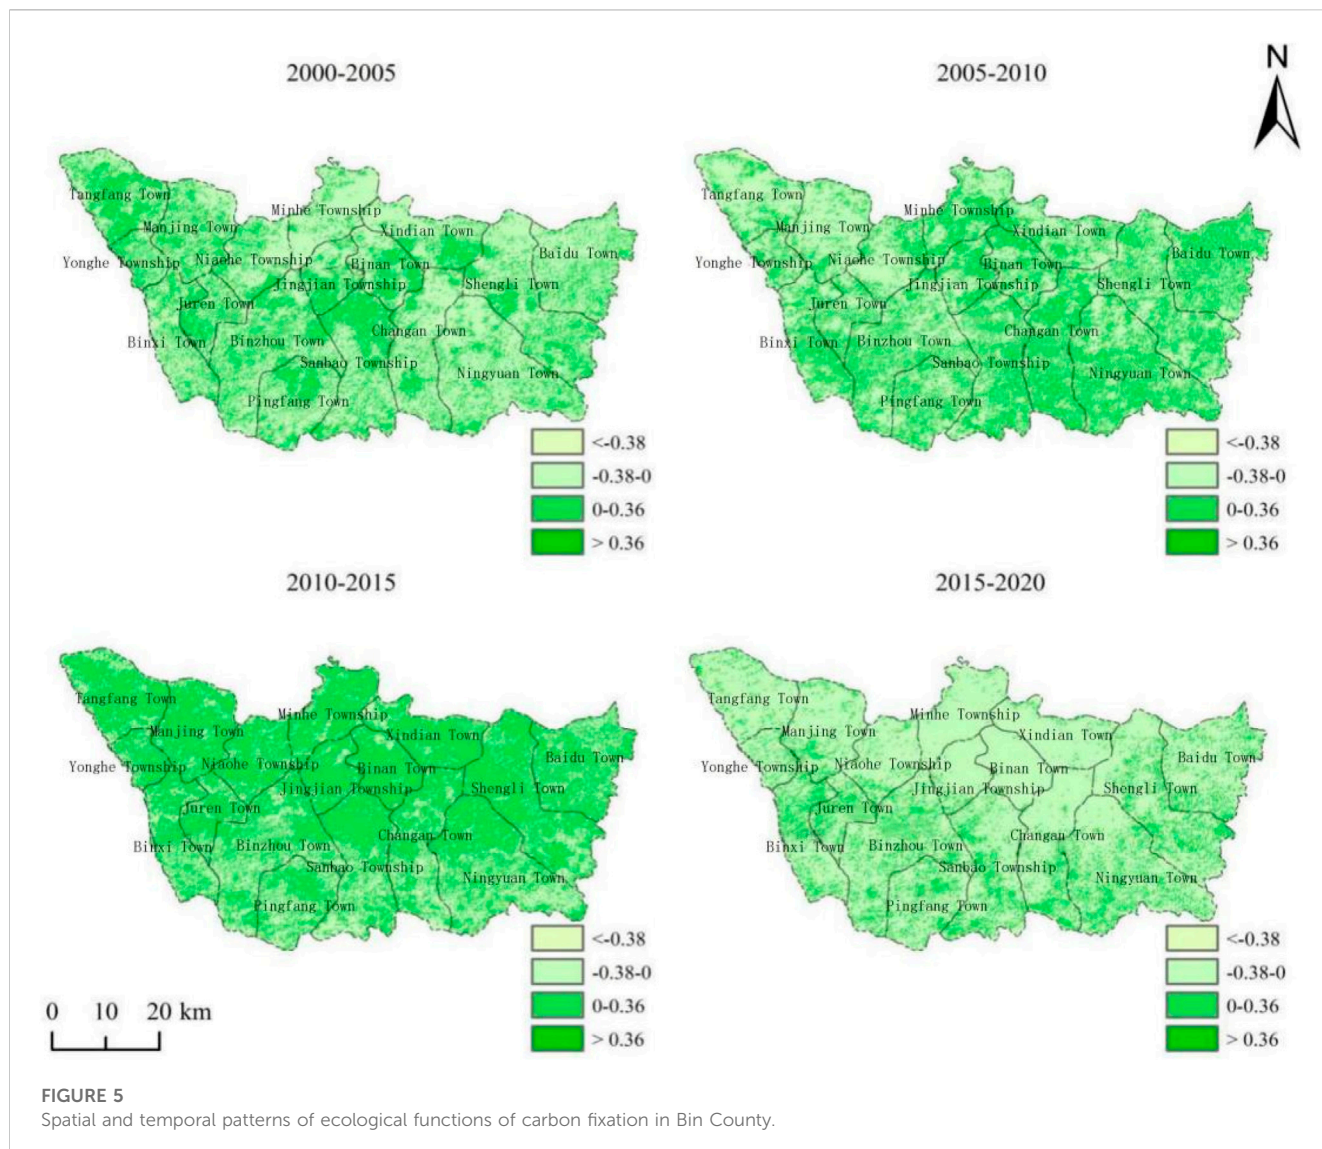 2000-2005
2005-2010
N
Tangfang Town
Manjing Town
Minhe Township
Xindian Town
Baidu Town
Yonghe Township
Niaohe Township
Binan Town
Jingjian Township
Shengli Town
Juren Town
Changan Town
Binxi Town
Binzhou Town
Sanbao Township
Ningyuan Town
Pingfang Town
<-0.38
-0.38-0
0-0.36
> 0.36
Tangfang Town
Manjing Town
Minhe Township
Xindian Town
Baidu Town
Yonghe Township
Niaohe Township
Binan Town
Jingjian Township
Shengli Town
Juren Town
Changan Town
Binxi Town
Binzhou Town
Sanbao Township
Ningyuan Town
Pingfang Town
<-0.38
-0.38-0
0-0.36
> 0.36
2010-2015
2015-2020
Tangfang Town
Manjing Town
Minhe Township
Xindian Town
Baidu Town
Yonghe Township
Niaohe Township
Binan Town
Jingjian Township
Shengli Town
Juren Town
Changan Town
Binxi Town
Binzhou Town
Sanbao Township
Ningyuan Town
Pingfang Town
<-0.38
-0.38-0
0-0.36
> 0.36
Tangfang Town
Manjing Town
Minhe Township
Xindian Town
Baidu Town
Yonghe Township
Niaohe Township
Binan Town
Jingjian Township
Shengli Town
Juren Town
Changan Town
Binxi Town
Binzhou Town
Sanbao Township
Ningyuan Town
Pingfang Town
<-0.38
-0.38-0
0-0.36
> 0.36
0 10 20 km
FIGURE 5
Spatial and temporal patterns of ecological functions of carbon fixation in Bin County.